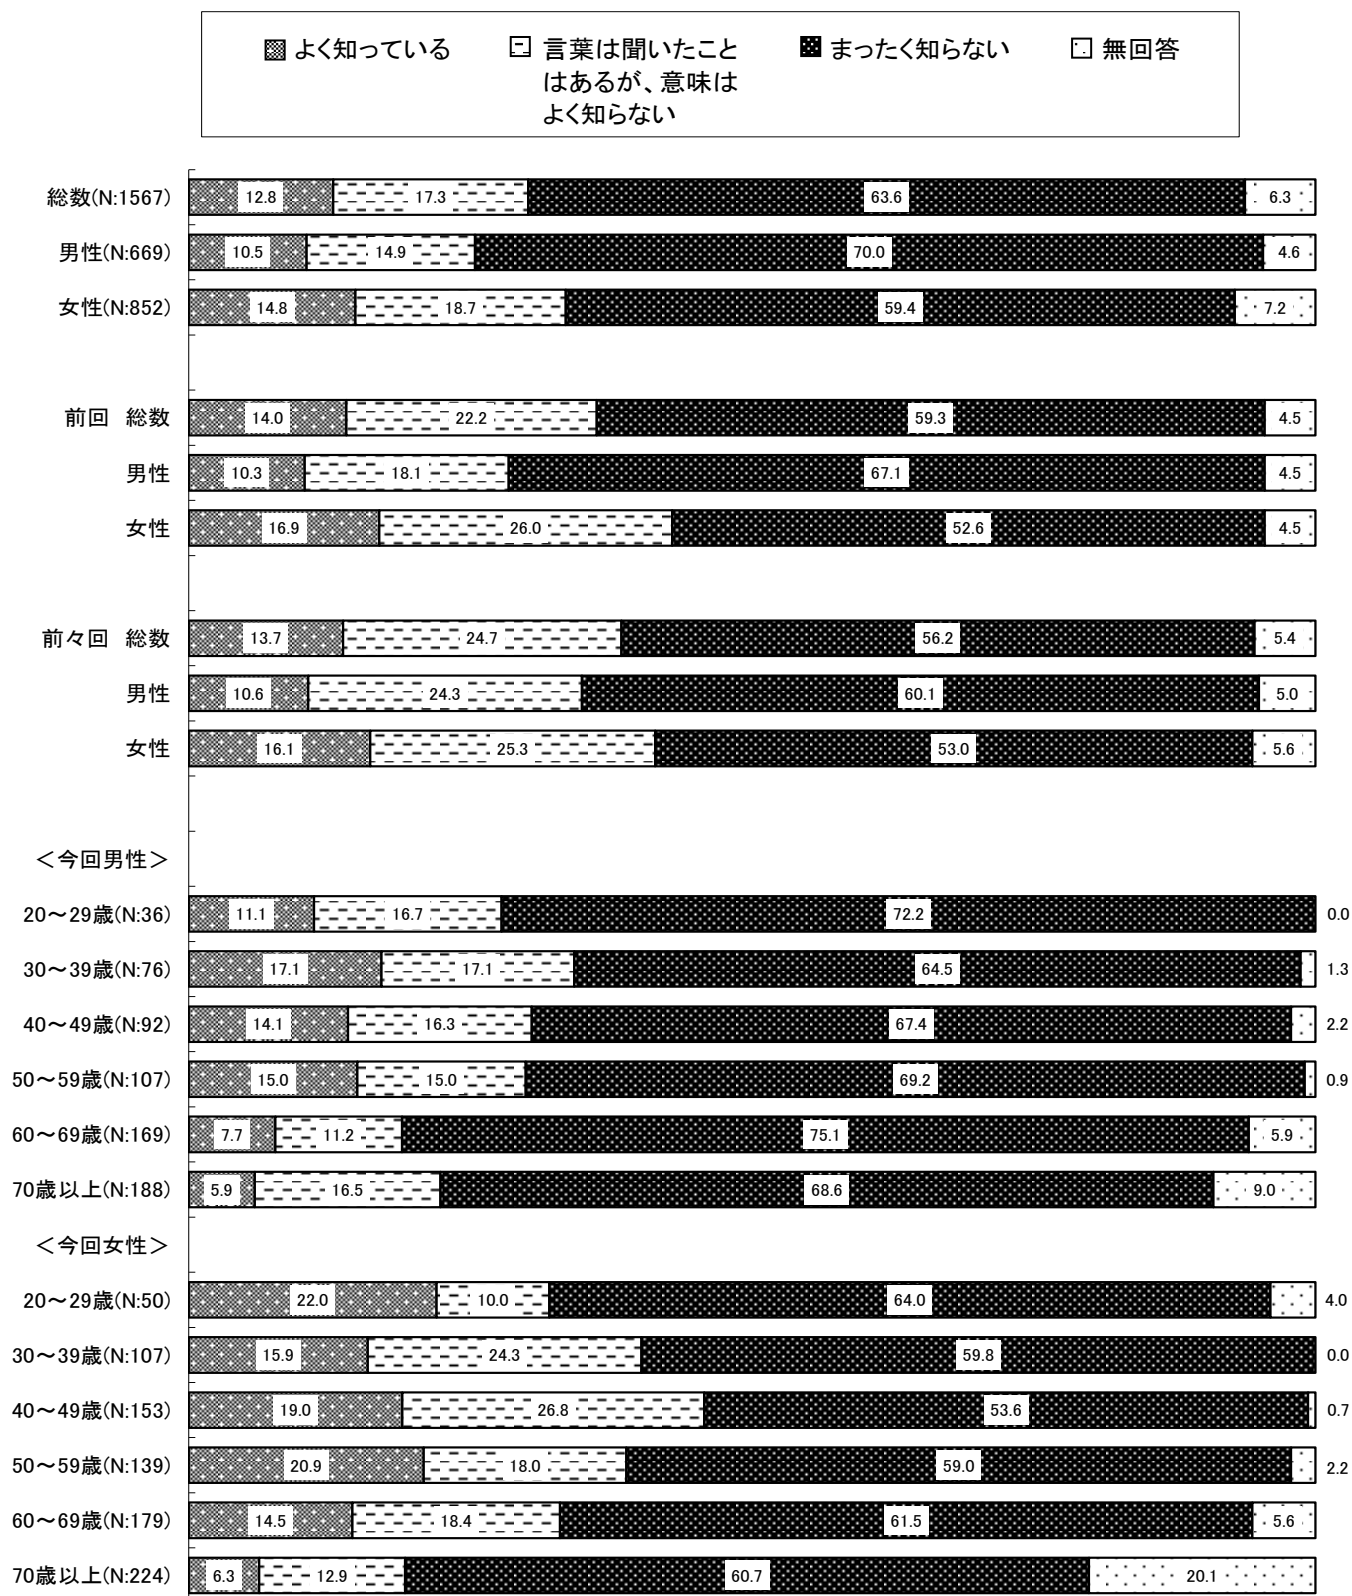 よく知っている 言葉は聞いたこと まったく知らない 無回答
はあるが、意味は
よく知らない
総数(N:1567) 12.8 17.3 63.6 6.3
男性(N:669) 10.5 14.9 70.0 4.6
女性(N:852) 14.8 18.7 59.4 7.2
前回 総数 14.0 22.2 59.3 4.5
男性 10.3 18.1 67.1 4.5
女性 16.9 26.0 52.6 4.5
前々回 総数 13.7 24.7 56.2 5.4
男性 10.6 24.3 60.1 5.0
女性 16.1 25.3 53.0 5.6
＜今回男性＞
20～29歳(N:36) 11.1 16.7 72.2 0.0
30～39歳(N:76) 17.1 17.1 64.5 1.3
40～49歳(N:92) 14.1 16.3 67.4 2.2
50～59歳(N:107) 15.0 15.0 69.2 0.9
60～69歳(N:169) 7.7 11.2 75.1 5.9
70歳以上(N:188) 5.9 16.5 68.6 9.0
＜今回女性＞
20～29歳(N:50) 22.0 10.0 64.0 4.0
30～39歳(N:107) 15.9 24.3 59.8 0.0
40～49歳(N:153) 19.0 26.8 53.6 0.7
50～59歳(N:139) 20.9 18.0 59.0 2.2
60～69歳(N:179) 14.5 18.4 61.5 5.6
70歳以上(N:224) 6.3 12.9 60.7 20.1